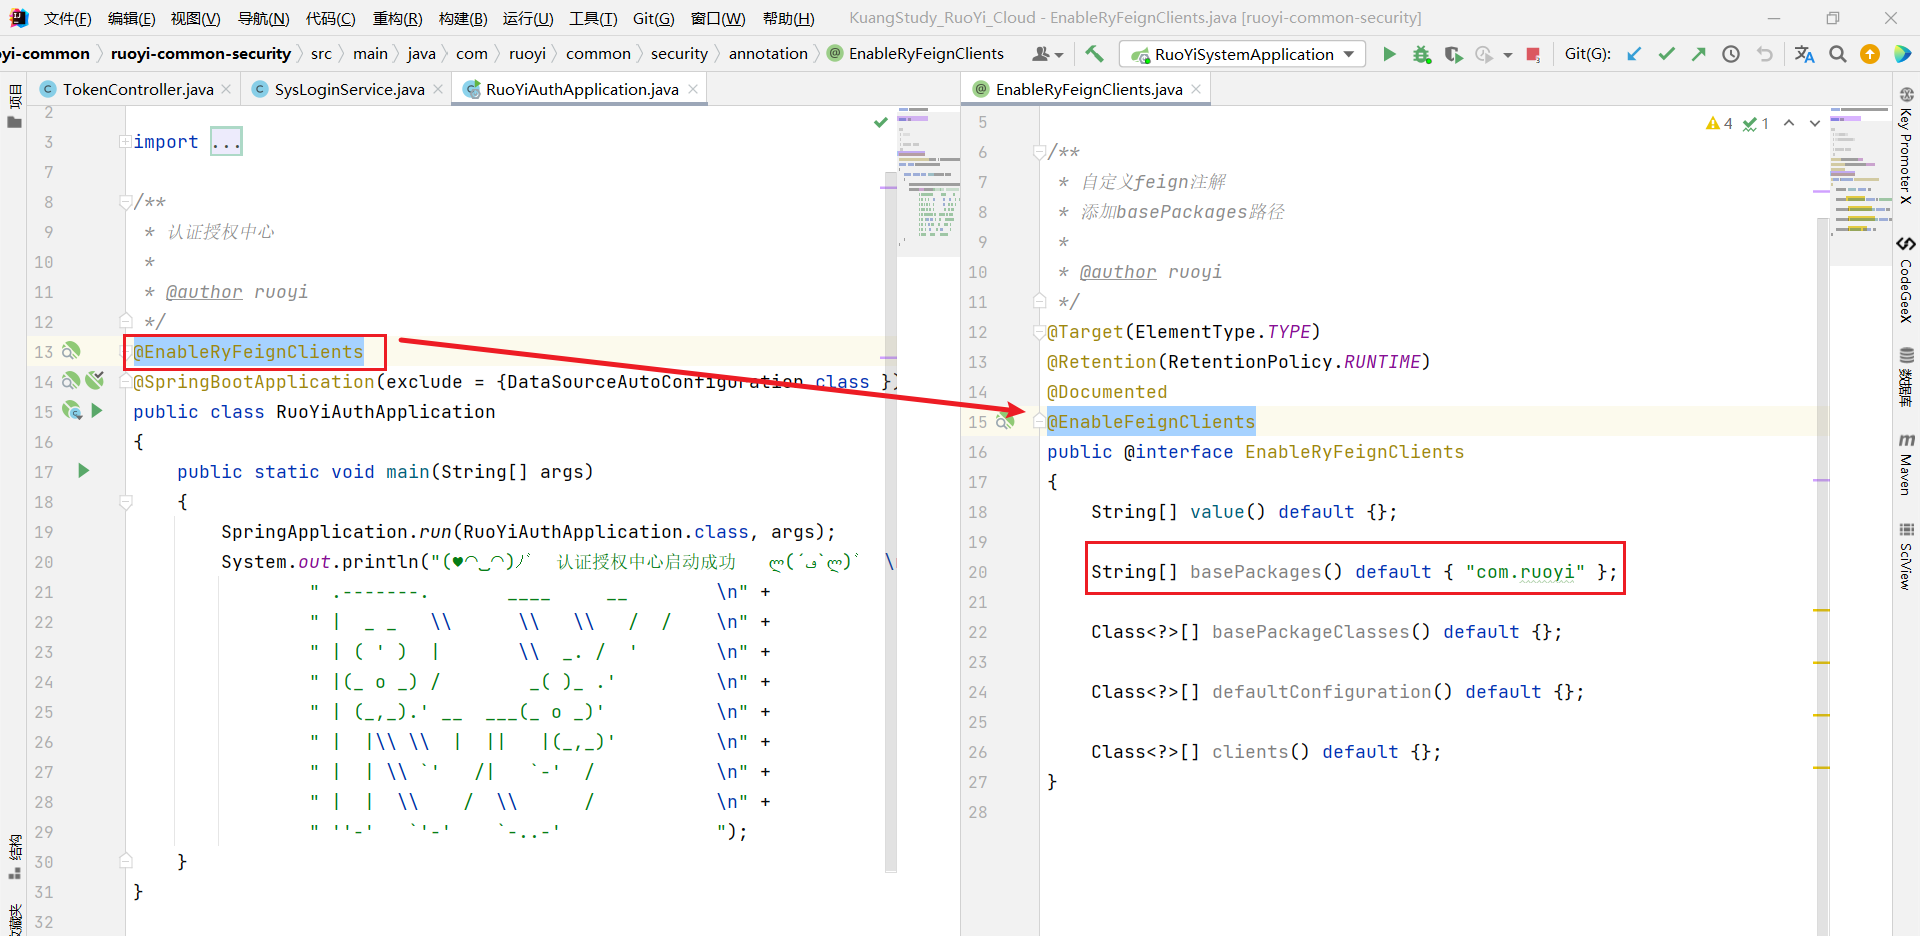 文件(F) 编辑(E) 视图(V) 导航(N) 代码(C) 重构(R) 构建(B) 运行(U) 工具(T) Git(G) 窗口(W) 帮助(H) KuangStudy_RuoYi_Cloud - EnableRyFeignClients.java [ruoyi-common-security]
oyi-common ruoyi-common-security src main java com ruoyi common security annotation EnableRyFeignClients RuoYiSystemApplication Git(G):
TokenController.java SysLoginService.java RuoYiAuthApplication.java
项目
结构
收藏夹
2
3 import ...
7
8 /**
9 * 认证授权中心
10 *
11 * @author ruoyi
12 */
13 @EnableRyFeignClients
14 @SpringBootApplication(exclude = {DataSourceAutoConfiguration.class })
15 public class RuoYiAuthApplication
16 {
17 public static void main(String[] args)
18 {
19 SpringApplication.run(RuoYiAuthApplication.class, args);
20 System.out.println("(♥◠‿◠)ノ゙  认证授权中心启动成功   ლ(´ڡ`ლ)゙  \n
21 " .-------.       ____     __        \n" +
22 " |  _ _   \\      \\   \\   /  /    \n" +
23 " | ( ' )  |       \\  _. /  '       \n" +
24 " |(_ o _) /        _( )_ .'         \n" +
25 " | (_,_).' __  ___(_ o _)'          \n" +
26 " |  |\\ \\  |  ||   |(_,_)'         \n" +
27 " |  | \\ `'   /|   `-'  /           \n" +
28 " |  |  \\    /  \\      /           \n" +
29 " ''-'   `'-'    `-..-'              ");
30 }
31 }
32
EnableRyFeignClients.java
4 1
5
6 /**
7 * 自定义feign注解
8 * 添加basePackages路径
9 *
10 * @author ruoyi
11 */
12 @Target(ElementType.TYPE)
13 @Retention(RetentionPolicy.RUNTIME)
14 @Documented
15 @EnableFeignClients
16 public @interface EnableRyFeignClients
17 {
18 String[] value() default {};
19
20 String[] basePackages() default { "com.ruoyi" };
21
22 Class<?>[] basePackageClasses() default {};
23
24 Class<?>[] defaultConfiguration() default {};
25
26 Class<?>[] clients() default {};
27 }
28
Key Promoter X
CodeGeeX
数据库
Maven
SciView